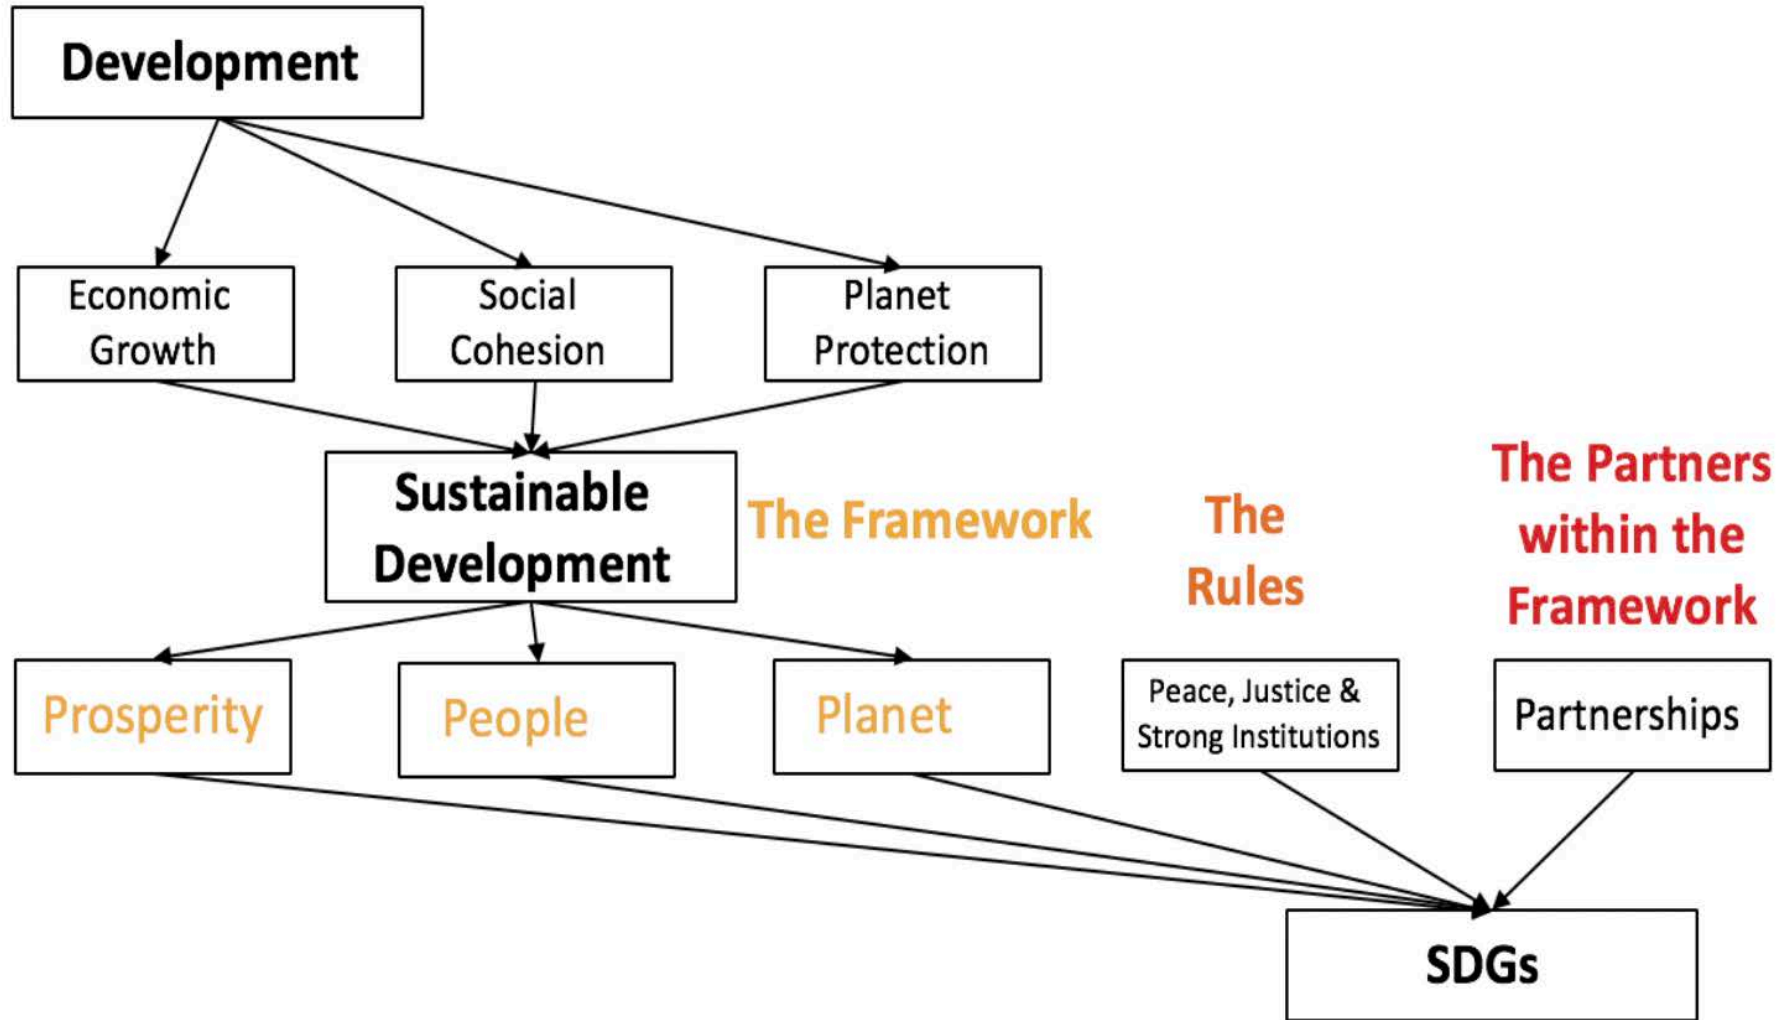 Development
Economic
Growth
Social
Cohesion
Planet
Protection
Sustainable
Development
The Framework
The
Rules
The Partners
within the
Framework
Prosperity
People
Planet
Peace, Justice &
Strong Institutions
Partnerships
SDGs